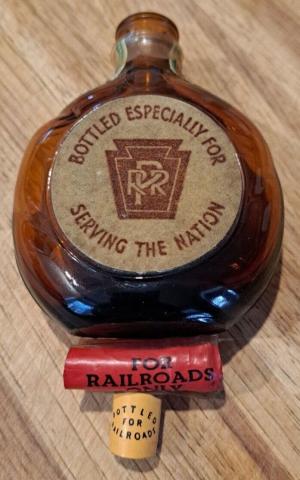 BOTTLED ESPECIALLY FOR
PRR
SERVING THE NATION
FOR
RAILROADS
ONLY
BOTTLED
FOR
RAILROADS